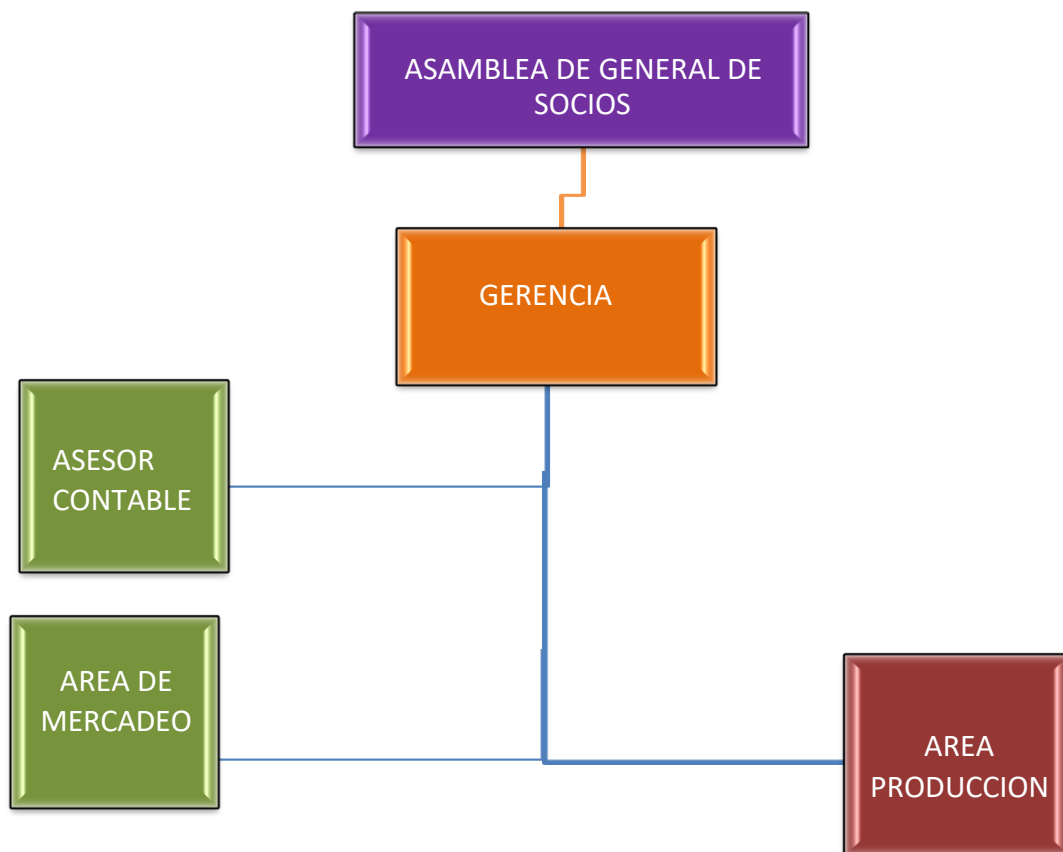 ASAMBLEA DE GENERAL DE
SOCIOS
GERENCIA
ASESOR
CONTABLE
AREA DE
MERCADEO
AREA
PRODUCCION